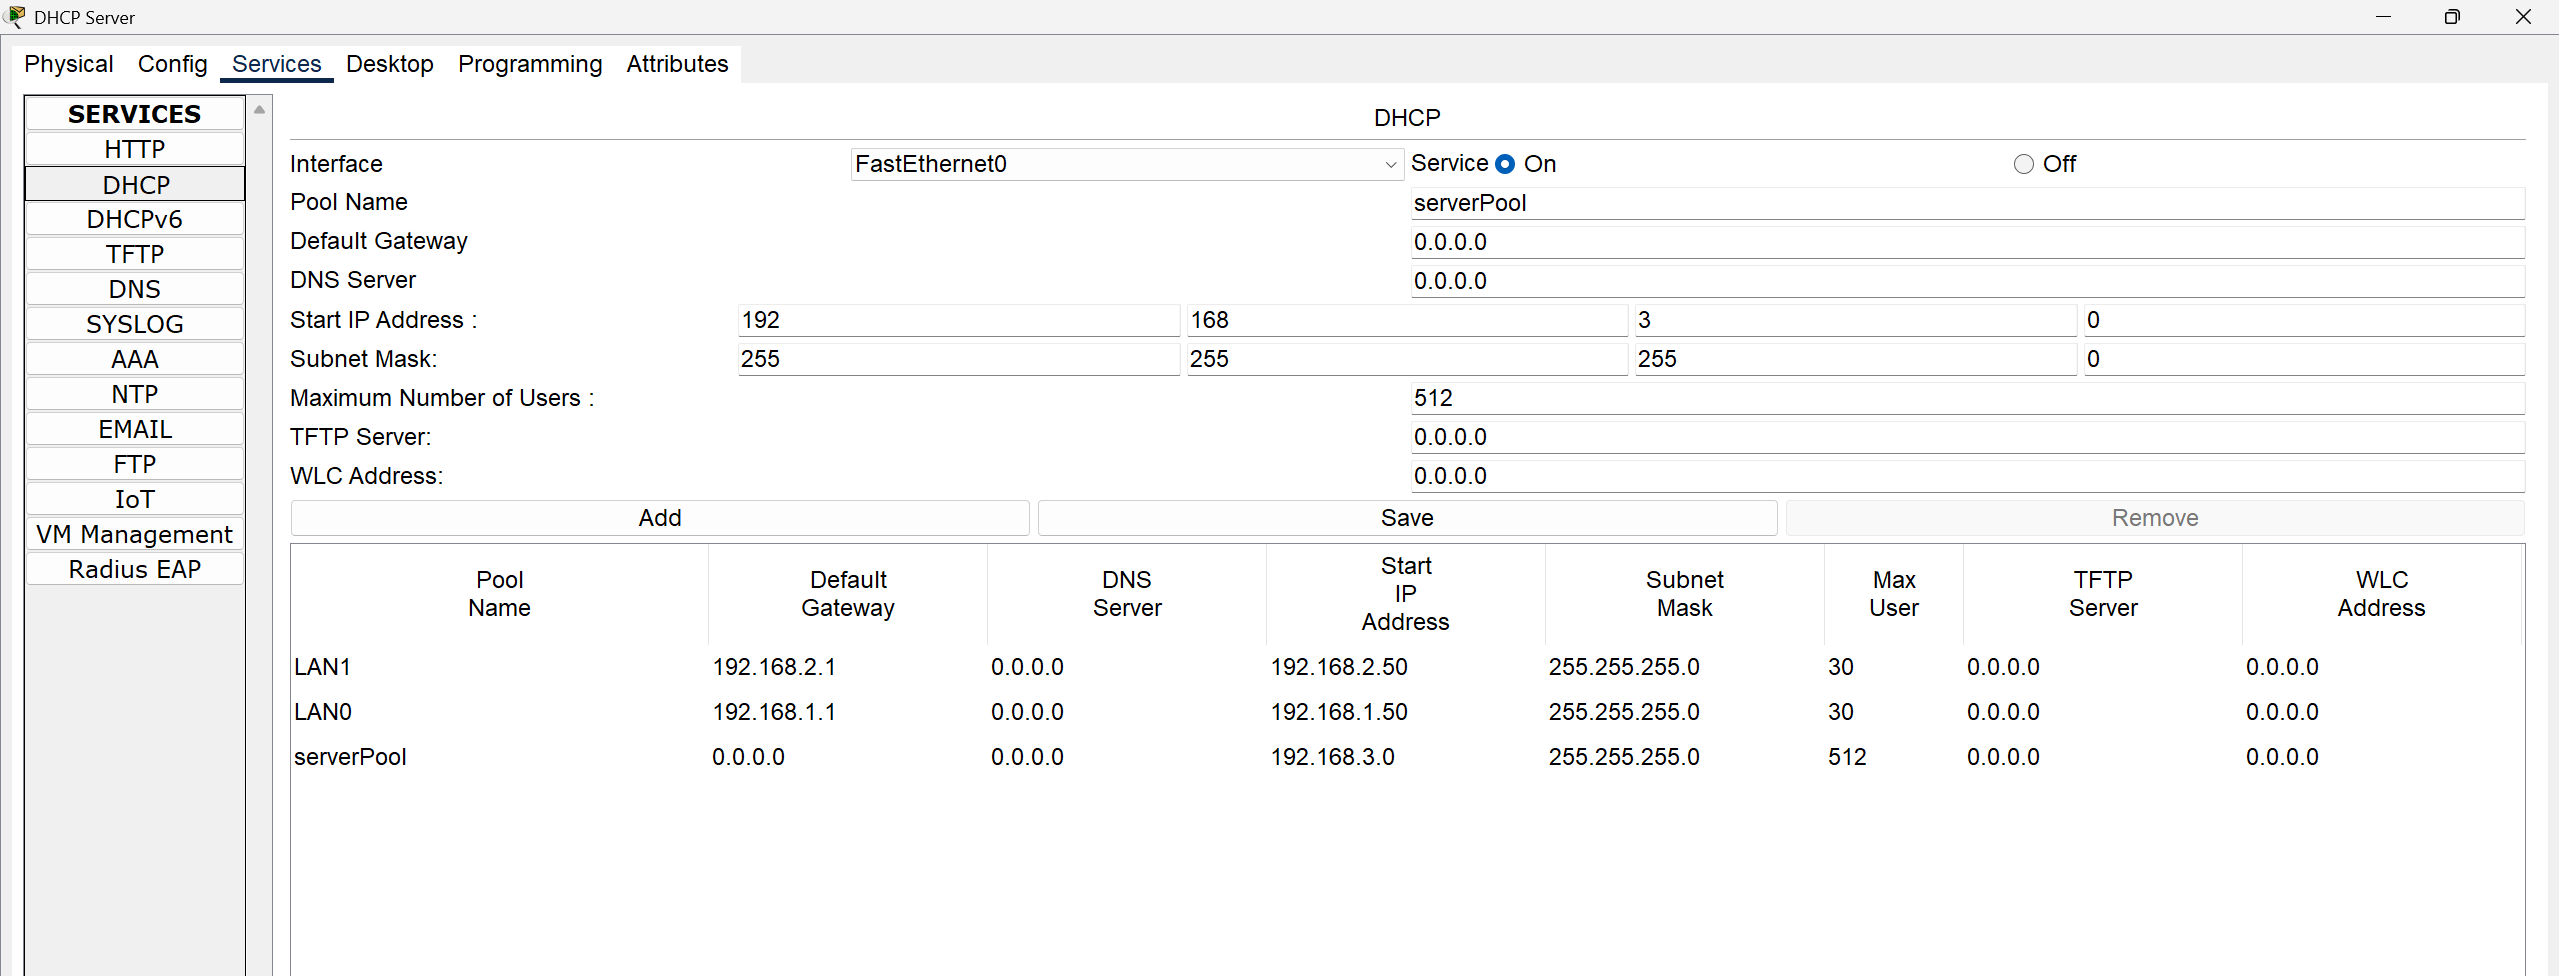 DHCP Server
Physical Config Services Desktop Programming Attributes
SERVICES
HTTP
DHCP
DHCPv6
TFTP
DNS
SYSLOG
AAA
NTP
EMAIL
FTP
IoT
VM Management
Radius EAP
DHCP
Interface FastEthernet0 Service On Off
Pool Name serverPool
Default Gateway 0.0.0.0
DNS Server 0.0.0.0
Start IP Address : 192 168 3 0
Subnet Mask: 255 255 255 0
Maximum Number of Users : 512
TFTP Server: 0.0.0.0
WLC Address: 0.0.0.0
Add Save Remove
Pool Name Default Gateway DNS Server Start IP Address Subnet Mask Max User TFTP Server WLC Address
LAN1 192.168.2.1 0.0.0.0 192.168.2.50 255.255.255.0 30 0.0.0.0 0.0.0.0
LAN0 192.168.1.1 0.0.0.0 192.168.1.50 255.255.255.0 30 0.0.0.0 0.0.0.0
serverPool 0.0.0.0 0.0.0.0 192.168.3.0 255.255.255.0 512 0.0.0.0 0.0.0.0